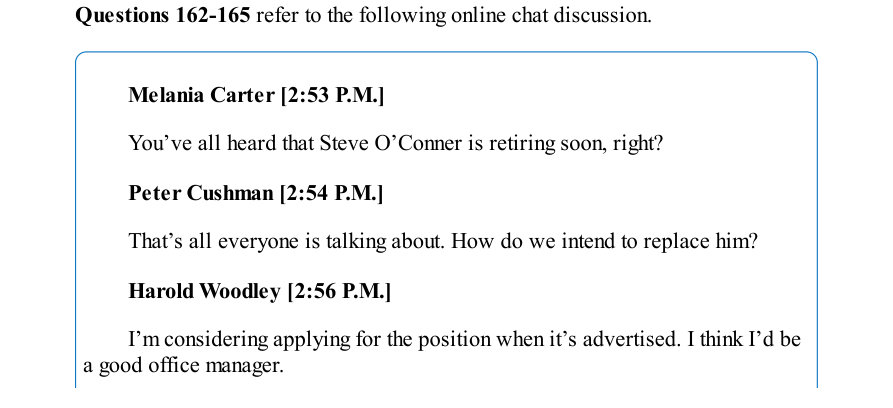 Questions 162-165 refer to the following online chat discussion.
Melania Carter [2:53 P.M.]
You’ve all heard that Steve O’Conner is retiring soon, right?
Peter Cushman [2:54 P.M.]
That’s all everyone is talking about. How do we intend to replace him?
Harold Woodley [2:56 P.M.]
I’m considering applying for the position when it’s advertised. I think I’d be
a good office manager.